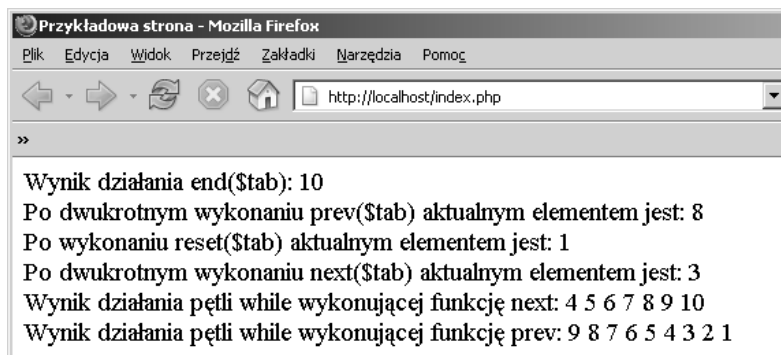 Przykładowa strona - Mozilla Firefox
Plik Edycja Widok Przejdź Zakładki Narzędzia Pomoc
http://localhost/index.php
»
Wynik działania end($tab): 10
Po dwukrotnym wykonaniu prev($tab) aktualnym elementem jest: 8
Po wykonaniu reset($tab) aktualnym elementem jest: 1
Po dwukrotnym wykonaniu next($tab) aktualnym elementem jest: 3
Wynik działania pętli while wykonującej funkcję next: 4 5 6 7 8 9 10
Wynik działania pętli while wykonującej funkcję prev: 9 8 7 6 5 4 3 2 1